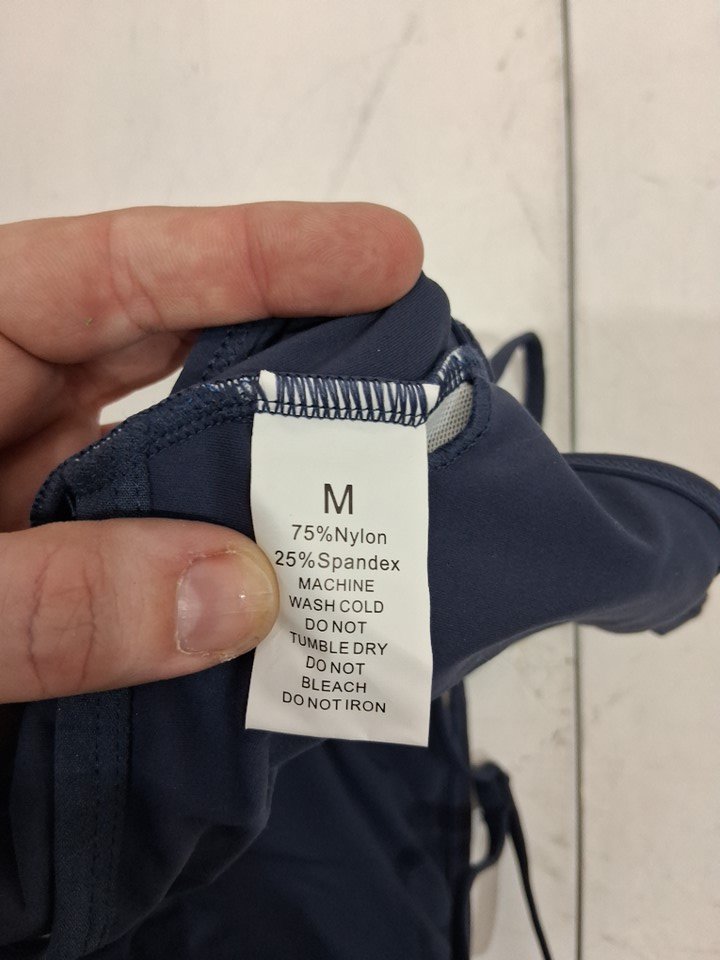 M
75%Nylon
25%Spandex
MACHINE
WASH COLD
DO NOT
TUMBLE DRY
DO NOT
BLEACH
DO NOT IRON